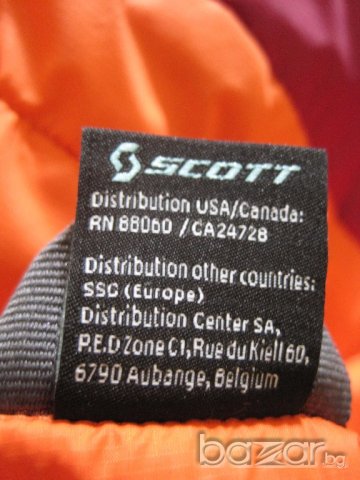 SCOTT
Distribution USA/Canada:
RN 88060 /CA24728
Distribution other countries:
SSG (Europe)
Distribution Center SA,
P.E.D Zone C1, Rue du Kiell 60,
6790 Aubange, Belgium
bazar.bg